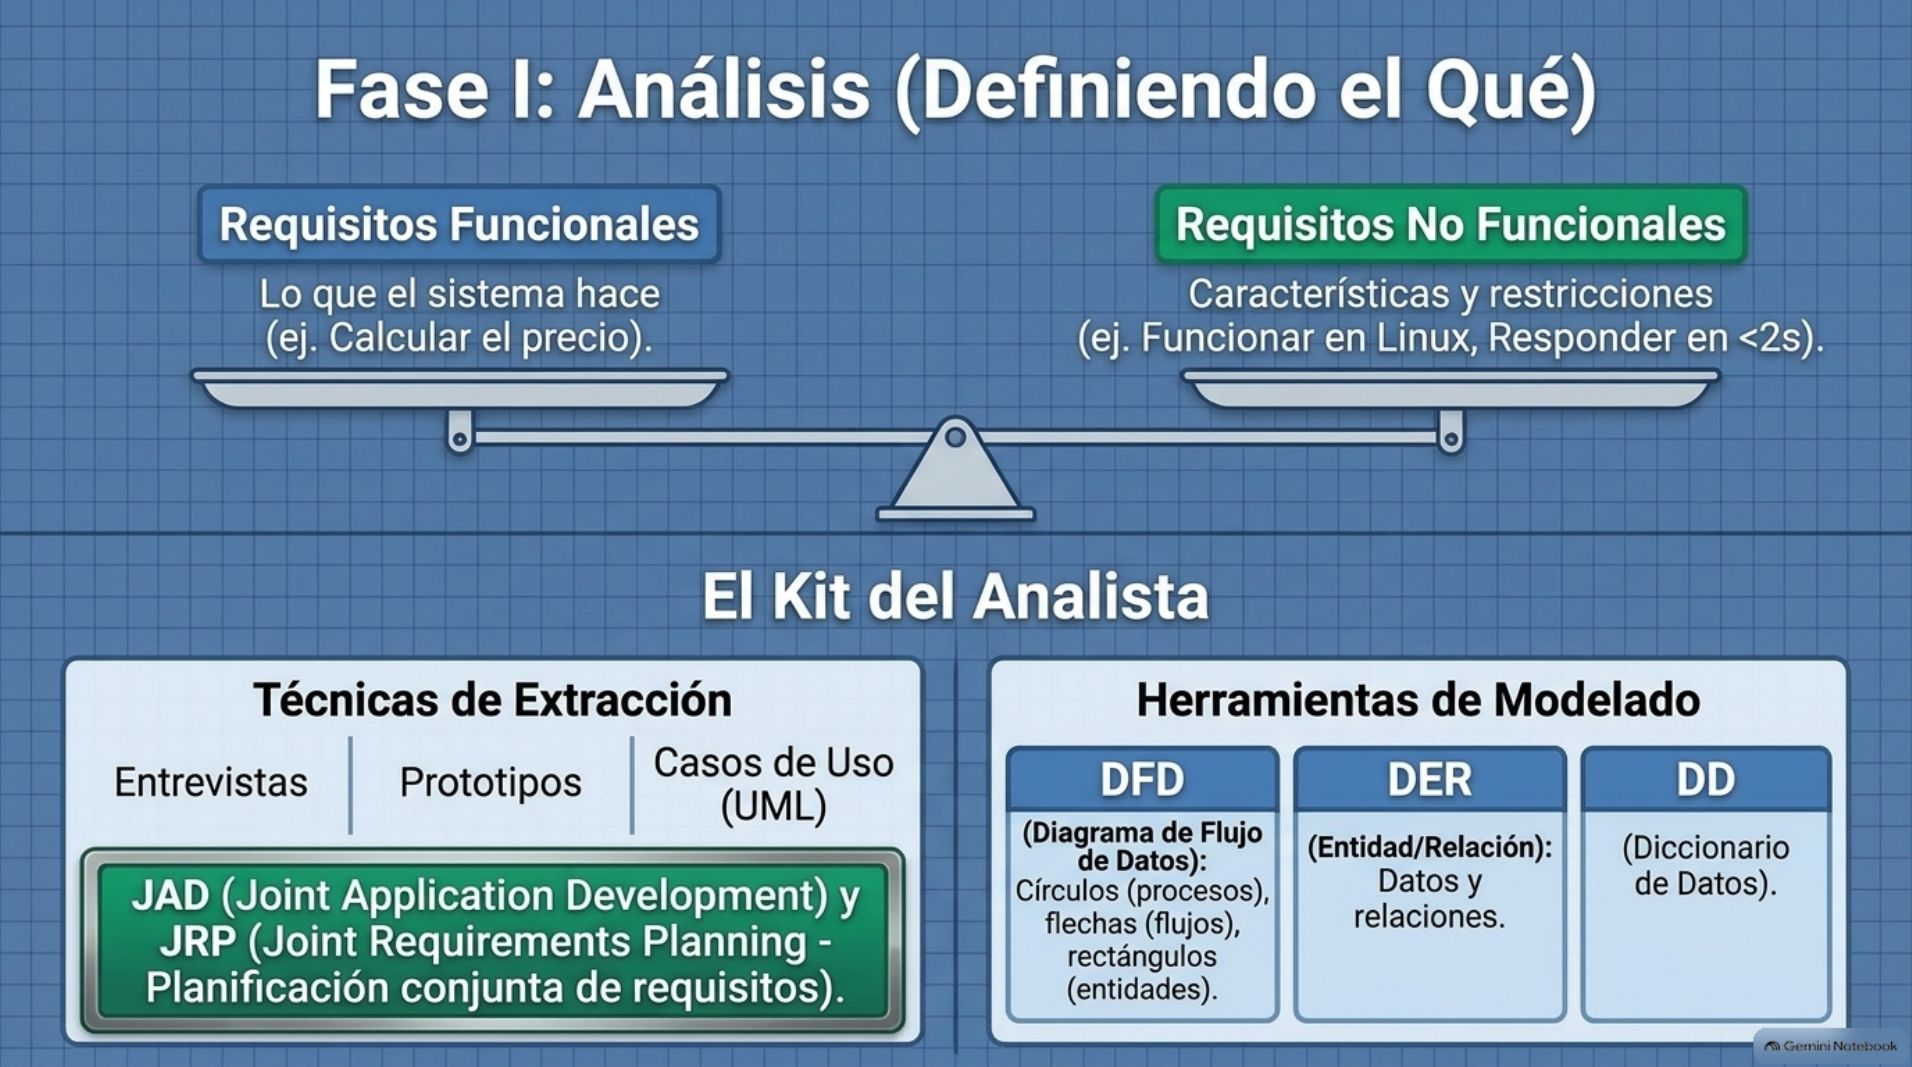 Fase I: Análisis (Definiendo el Qué)
Requisitos Funcionales
Lo que el sistema hace
(ej. Calcular el precio).
Requisitos No Funcionales
Características y restricciones
(ej. Funcionar en Linux, Responder en <2s).
El Kit del Analista
Técnicas de Extracción
Entrevistas
Prototipos
Casos de Uso
(UML)
JAD (Joint Application Development) y
JRP (Joint Requirements Planning -
Planificación conjunta de requisitos).
Herramientas de Modelado
DFD
(Diagrama de Flujo
de Datos):
Círculos (procesos),
flechas (flujos),
rectángulos
(entidades).
DER
(Entidad/Relación):
Datos y
relaciones.
DD
(Diccionario
de Datos).
Gemini Notebook